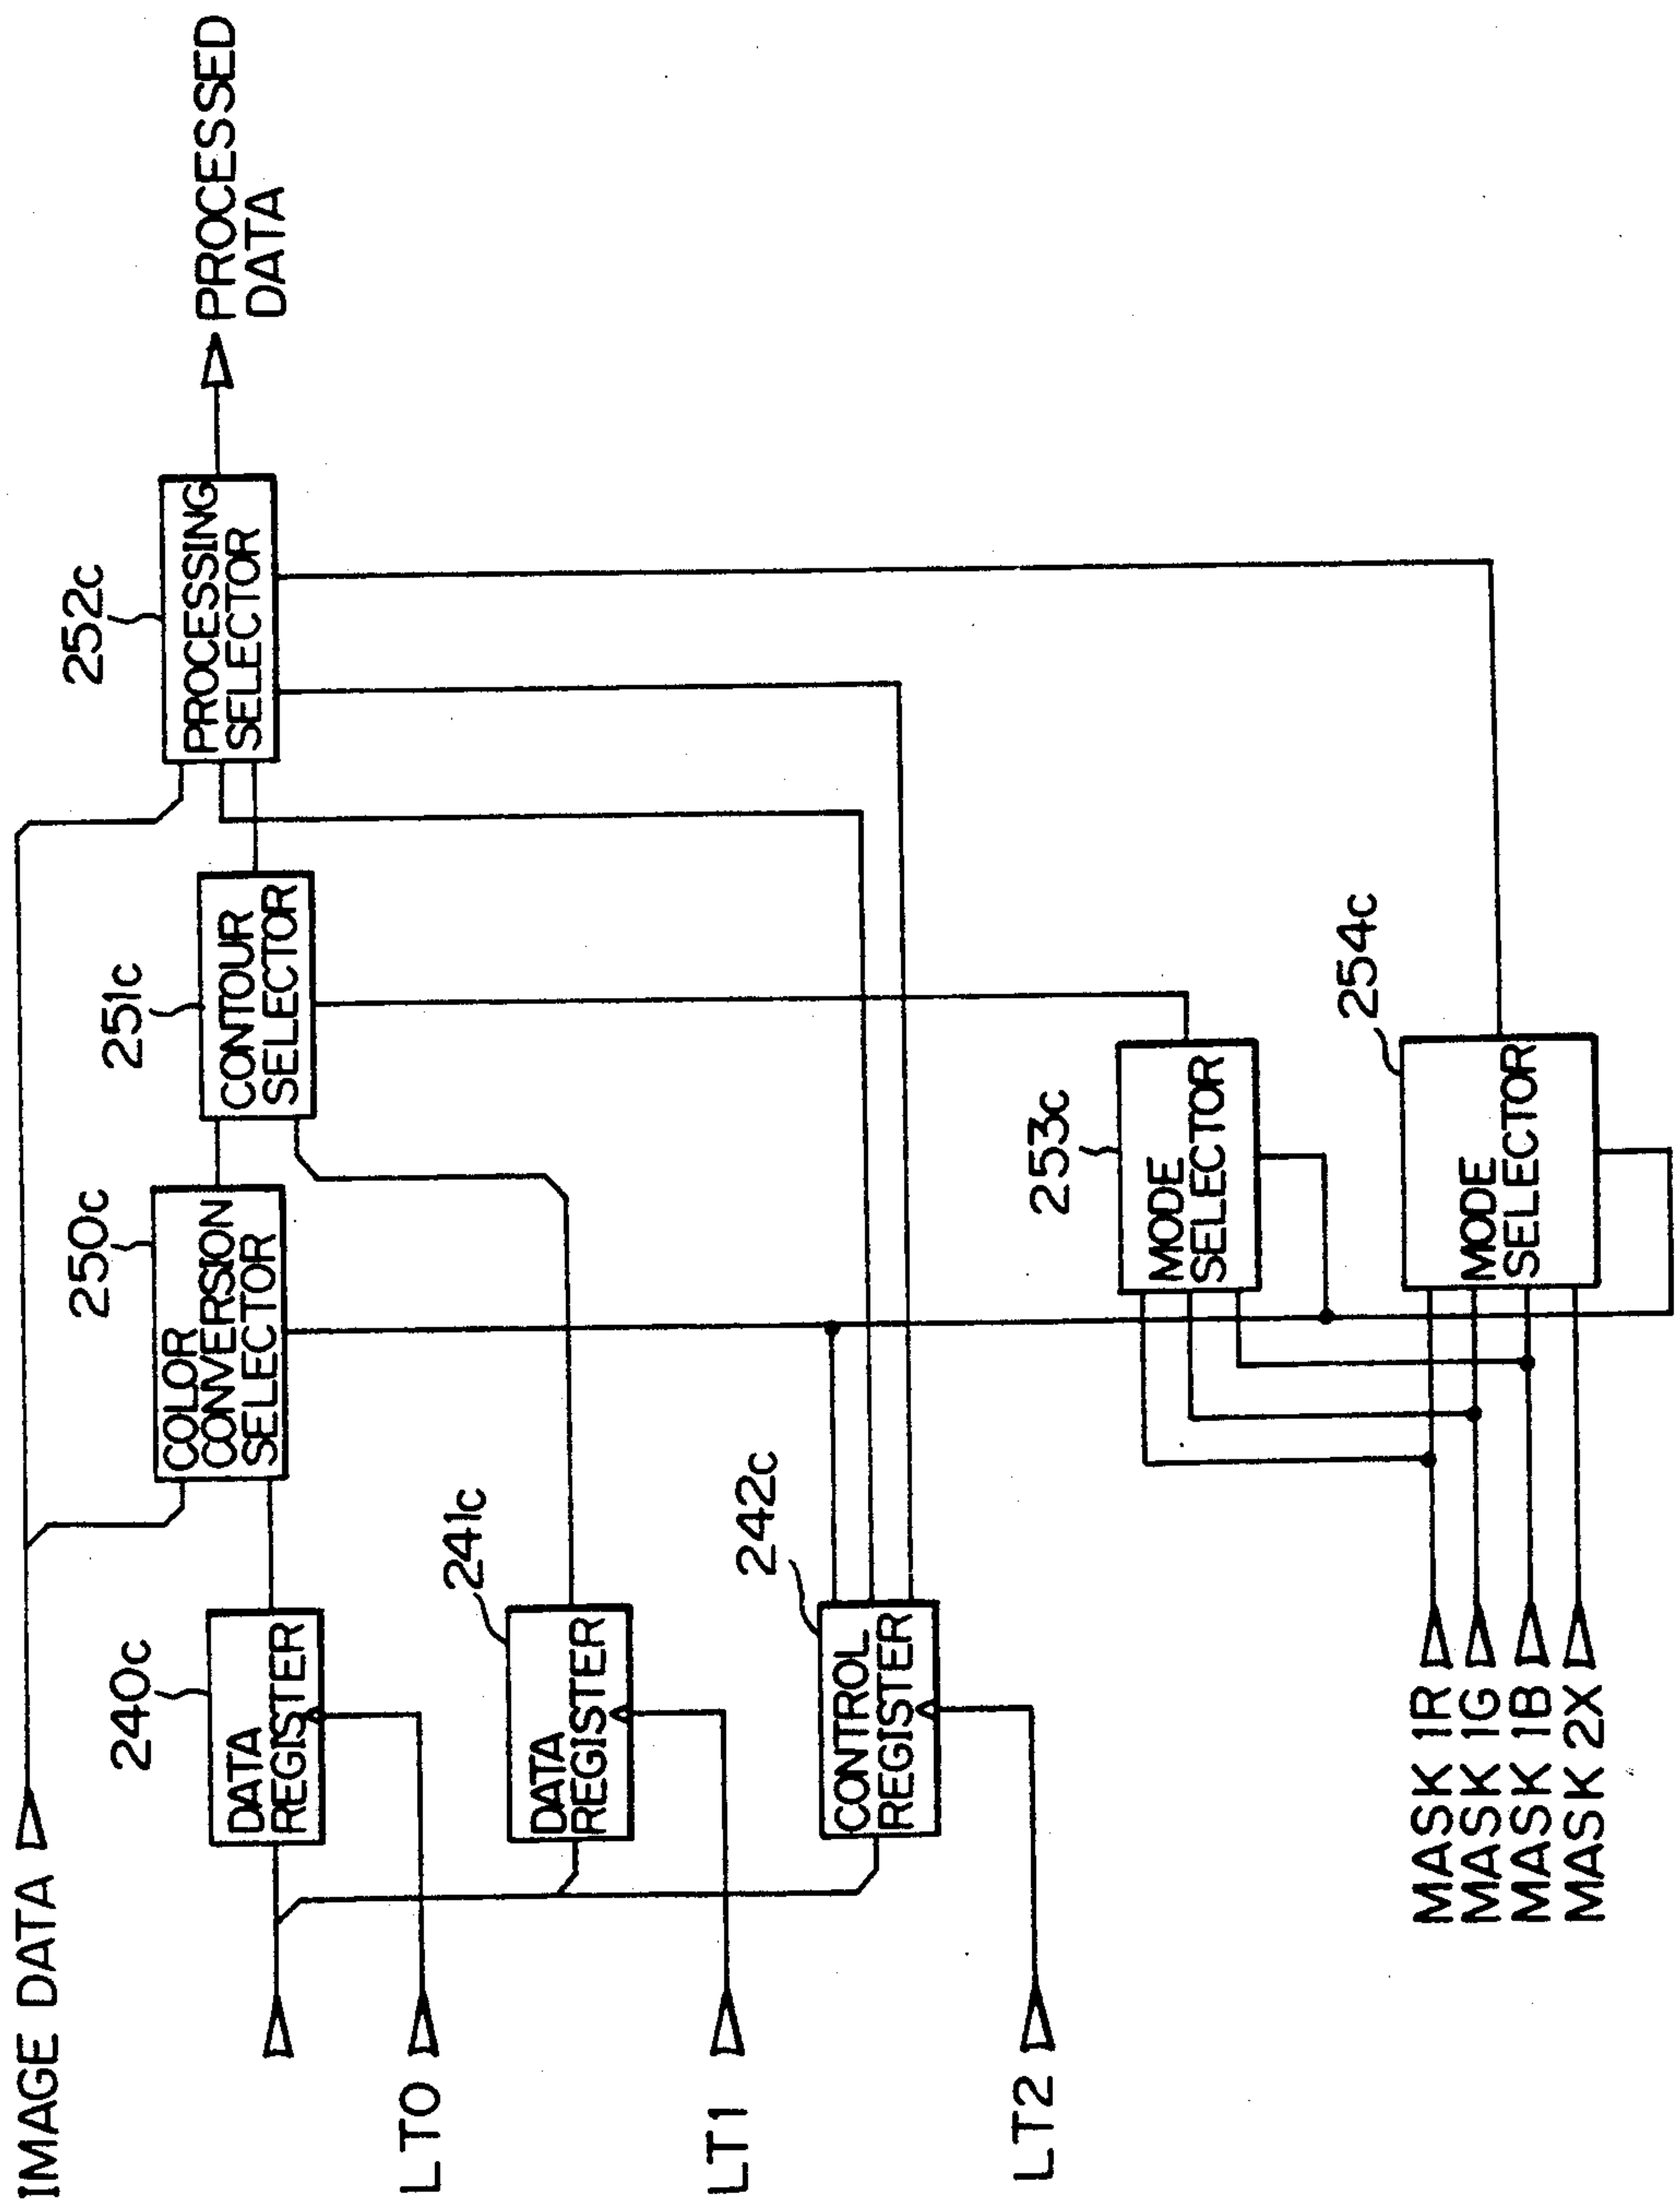 IMAGE DATA
240c
DATA
REGISTER
LT0
241c
DATA
REGISTER
LT1
242c
CONTROL
REGISTER
LT2
250c
COLOR
CONVERSION
SELECTOR
251c
CONTOUR
SELECTOR
252c
PROCESSING
SELECTOR
PROCESSED
DATA
253c
MODE
SELECTOR
254c
MODE
SELECTOR
MASK 1R
MASK 1G
MASK 1B
MASK 2X